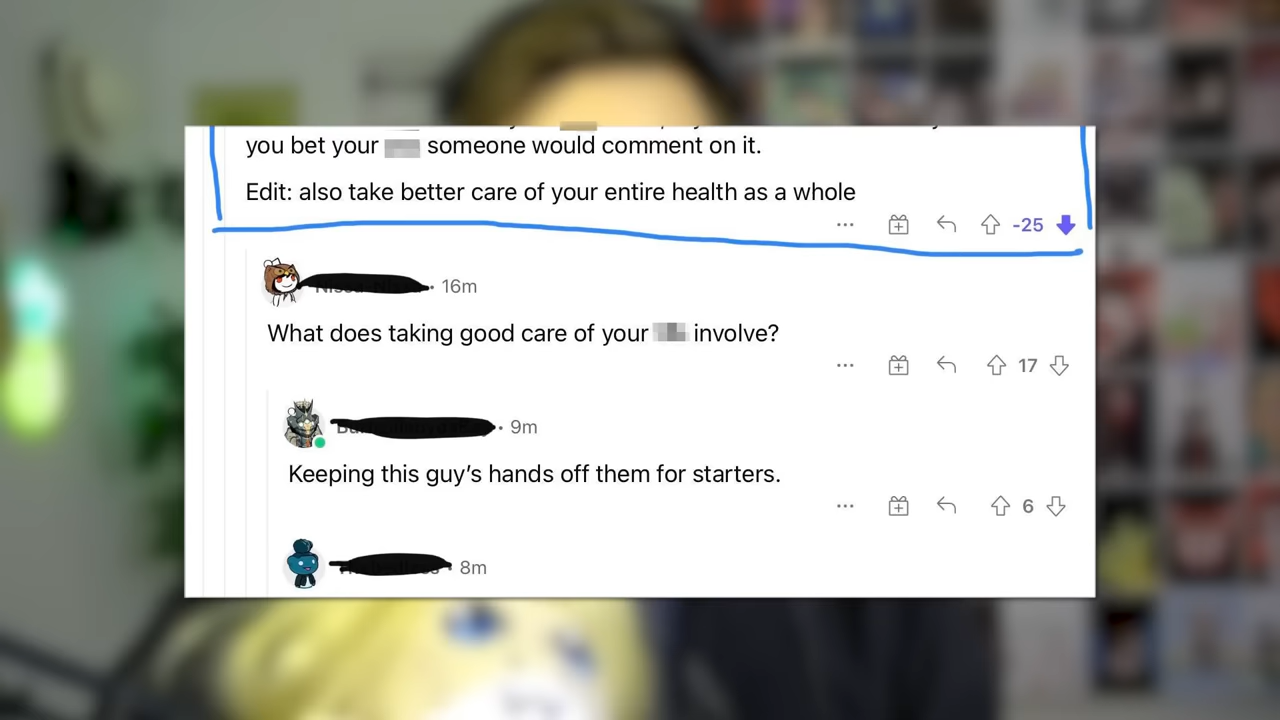 you bet your someone would comment on it.
Edit: also take better care of your entire health as a whole
-25
• 16m
What does taking good care of your involve?
17
• 9m
Keeping this guy's hands off them for starters.
6
• 8m